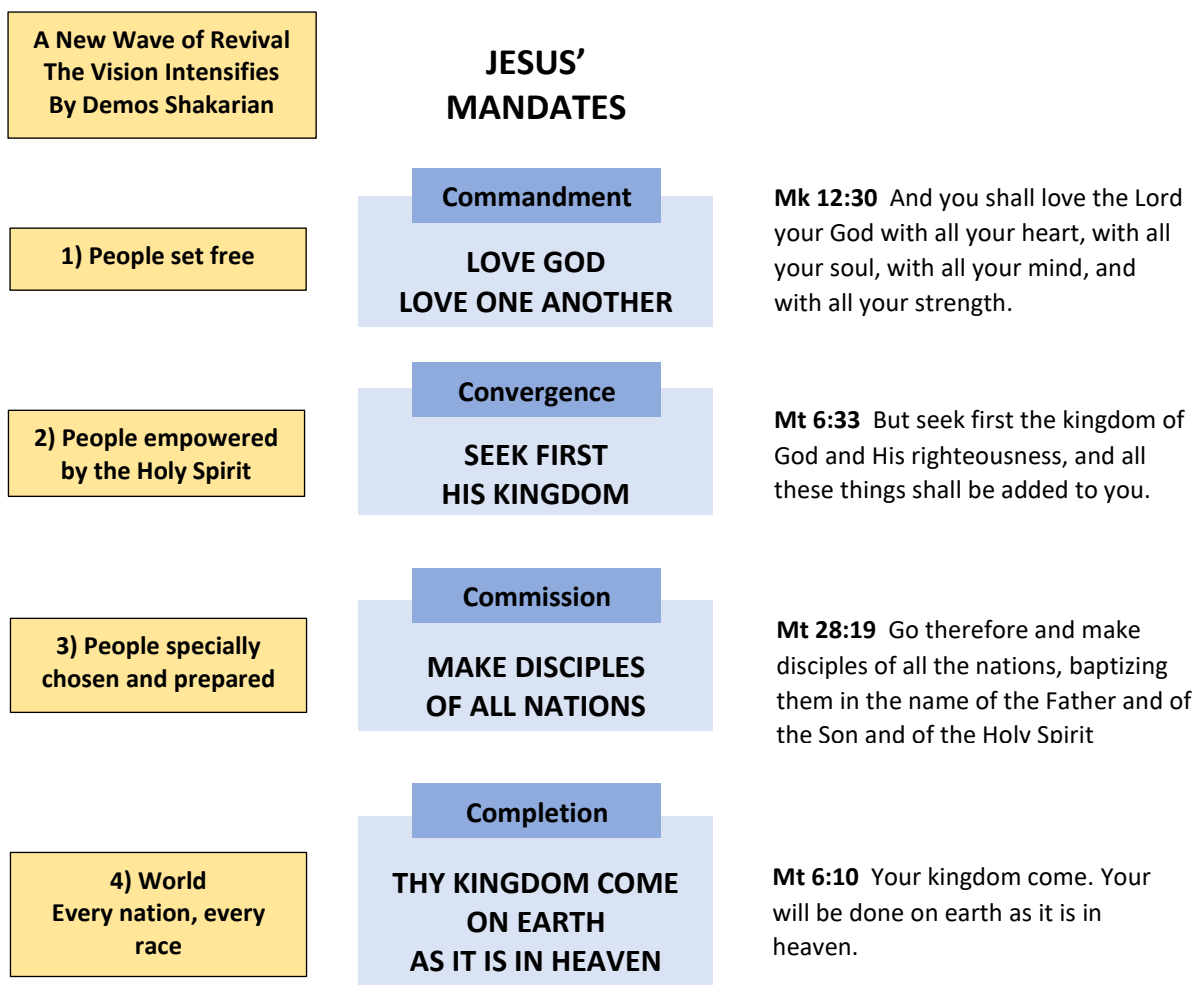 A New Wave of Revival
The Vision Intensifies
By Demos Shakarian
JESUS’
MANDATES
1) People set free
Commandment
LOVE GOD
LOVE ONE ANOTHER
Mk 12:30 And you shall love the Lord
your God with all your heart, with all
your soul, with all your mind, and
with all your strength.
2) People empowered
by the Holy Spirit
Convergence
SEEK FIRST
HIS KINGDOM
Mt 6:33 But seek first the kingdom of
God and His righteousness, and all
these things shall be added to you.
3) People specially
chosen and prepared
Commission
MAKE DISCIPLES
OF ALL NATIONS
Mt 28:19 Go therefore and make
disciples of all the nations, baptizing
them in the name of the Father and of
the Son and of the Holy Spirit
4) World
Every nation, every
race
Completion
THY KINGDOM COME
ON EARTH
AS IT IS IN HEAVEN
Mt 6:10 Your kingdom come. Your
will be done on earth as it is in
heaven.